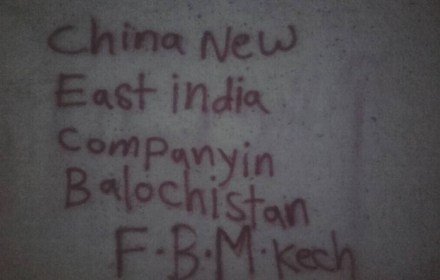 China New
East india
companyin
Balochistan
F.B.M.kech